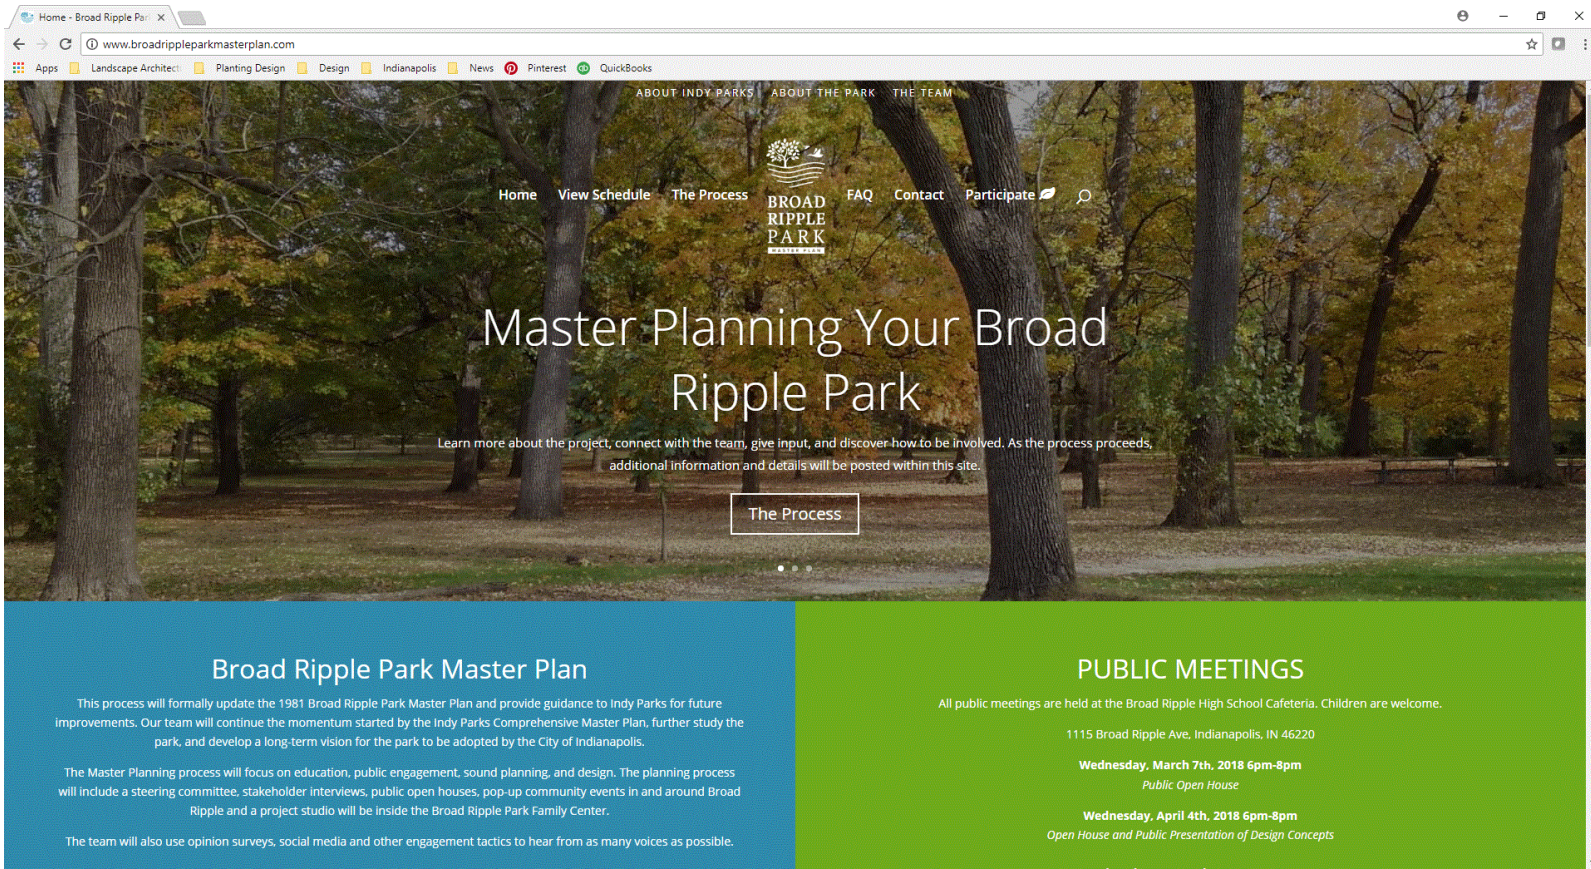 Home - Broad Ripple Par
www.broadrippleparkmasterplan.com
Apps Landscape Architect Planting Design Design Indianapolis News Pinterest QuickBooks
ABOUT INDY PARKS ABOUT THE PARK THE TEAM
Home View Schedule The Process
BROAD
RIPPLE
PARK
MASTER PLAN
FAQ Contact Participate
Master Planning Your Broad
Ripple Park
Learn more about the project, connect with the team, give input, and discover how to be involved. As the process proceeds,
additional information and details will be posted within this site.
The Process
Broad Ripple Park Master Plan
This process will formally update the 1981 Broad Ripple Park Master Plan and provide guidance to Indy Parks for future
improvements. Our team will continue the momentum started by the Indy Parks Comprehensive Master Plan, further study the
park, and develop a long-term vision for the park to be adopted by the City of Indianapolis.
The Master Planning process will focus on education, public engagement, sound planning, and design. The planning process
will include a steering committee, stakeholder interviews, public open houses, pop-up community events in and around Broad
Ripple and a project studio will be inside the Broad Ripple Park Family Center.
The team will also use opinion surveys, social media and other engagement tactics to hear from as many voices as possible.
PUBLIC MEETINGS
All public meetings are held at the Broad Ripple High School Cafeteria. Children are welcome.
1115 Broad Ripple Ave, Indianapolis, IN 46220
Wednesday, March 7th, 2018 6pm-8pm
Public Open House
Wednesday, April 4th, 2018 6pm-8pm
Open House and Public Presentation of Design Concepts